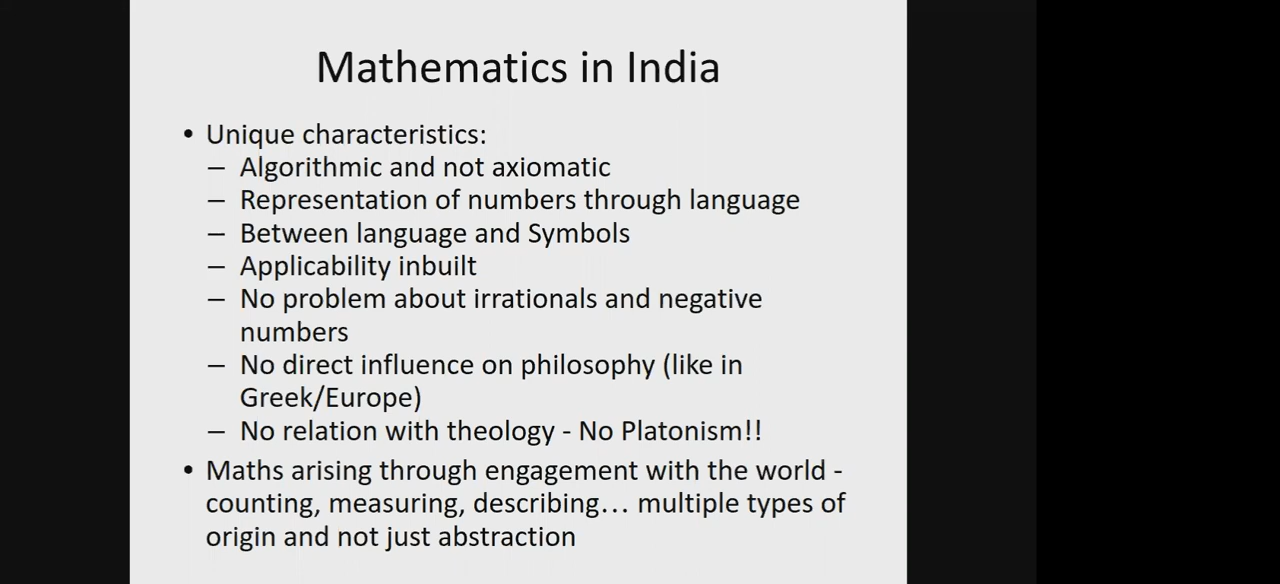 Mathematics in India
• Unique characteristics:
– Algorithmic and not axiomatic
– Representation of numbers through language
– Between language and Symbols
– Applicability inbuilt
– No problem about irrationals and negative
numbers
– No direct influence on philosophy (like in
Greek/Europe)
– No relation with theology - No Platonism!!
• Maths arising through engagement with the world -
counting, measuring, describing… multiple types of
origin and not just abstraction